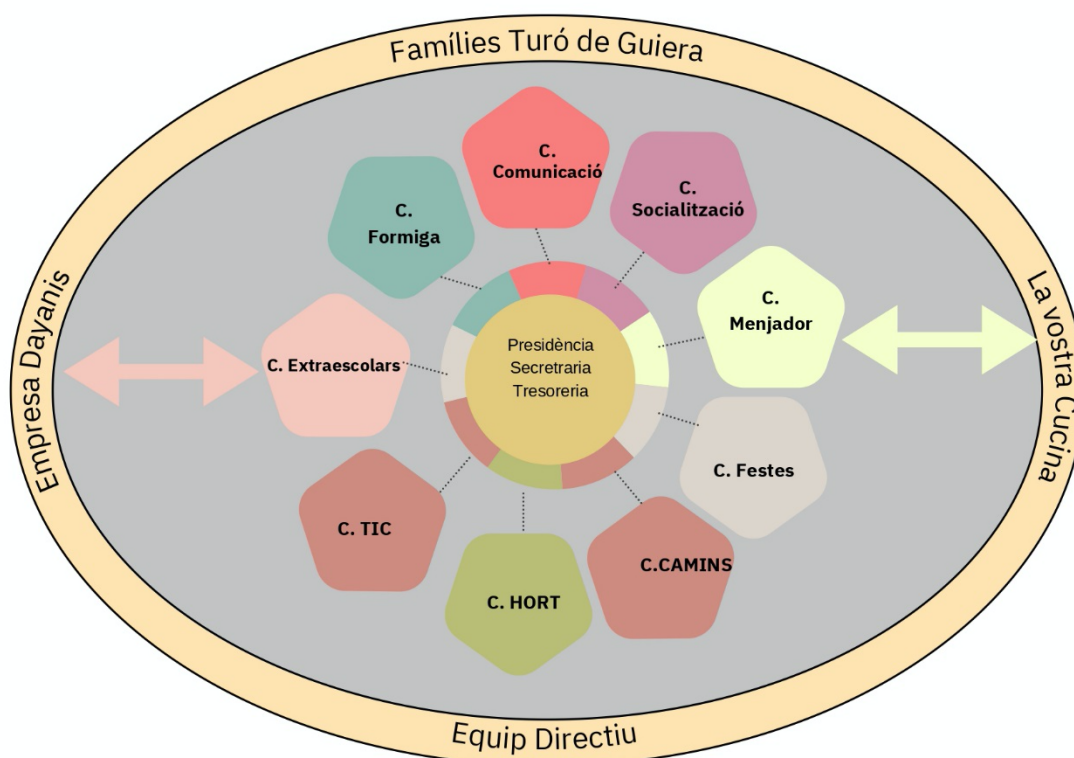 Famílies Turó de Guiera
C.
Comunicació
C.
Socialització
C.
Formiga
C.
Menjador
C. Extraescolars
Presidència
Secretraria
Tresoreria
Empresa Dayanis
La vostra Cucina
C. Festes
C. TIC
C.CAMINS
C. HORT
Equip Directiu